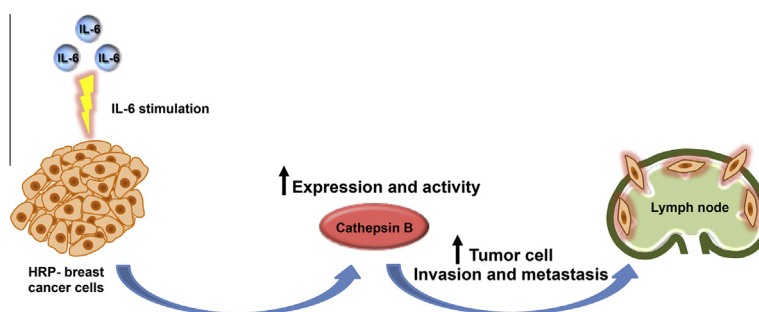 IL-6
IL-6
IL-6
IL-6 stimulation
HRP- breast
cancer cells
Expression and activity
Cathepsin B
Tumor cell
Invasion and metastasis
Lymph node